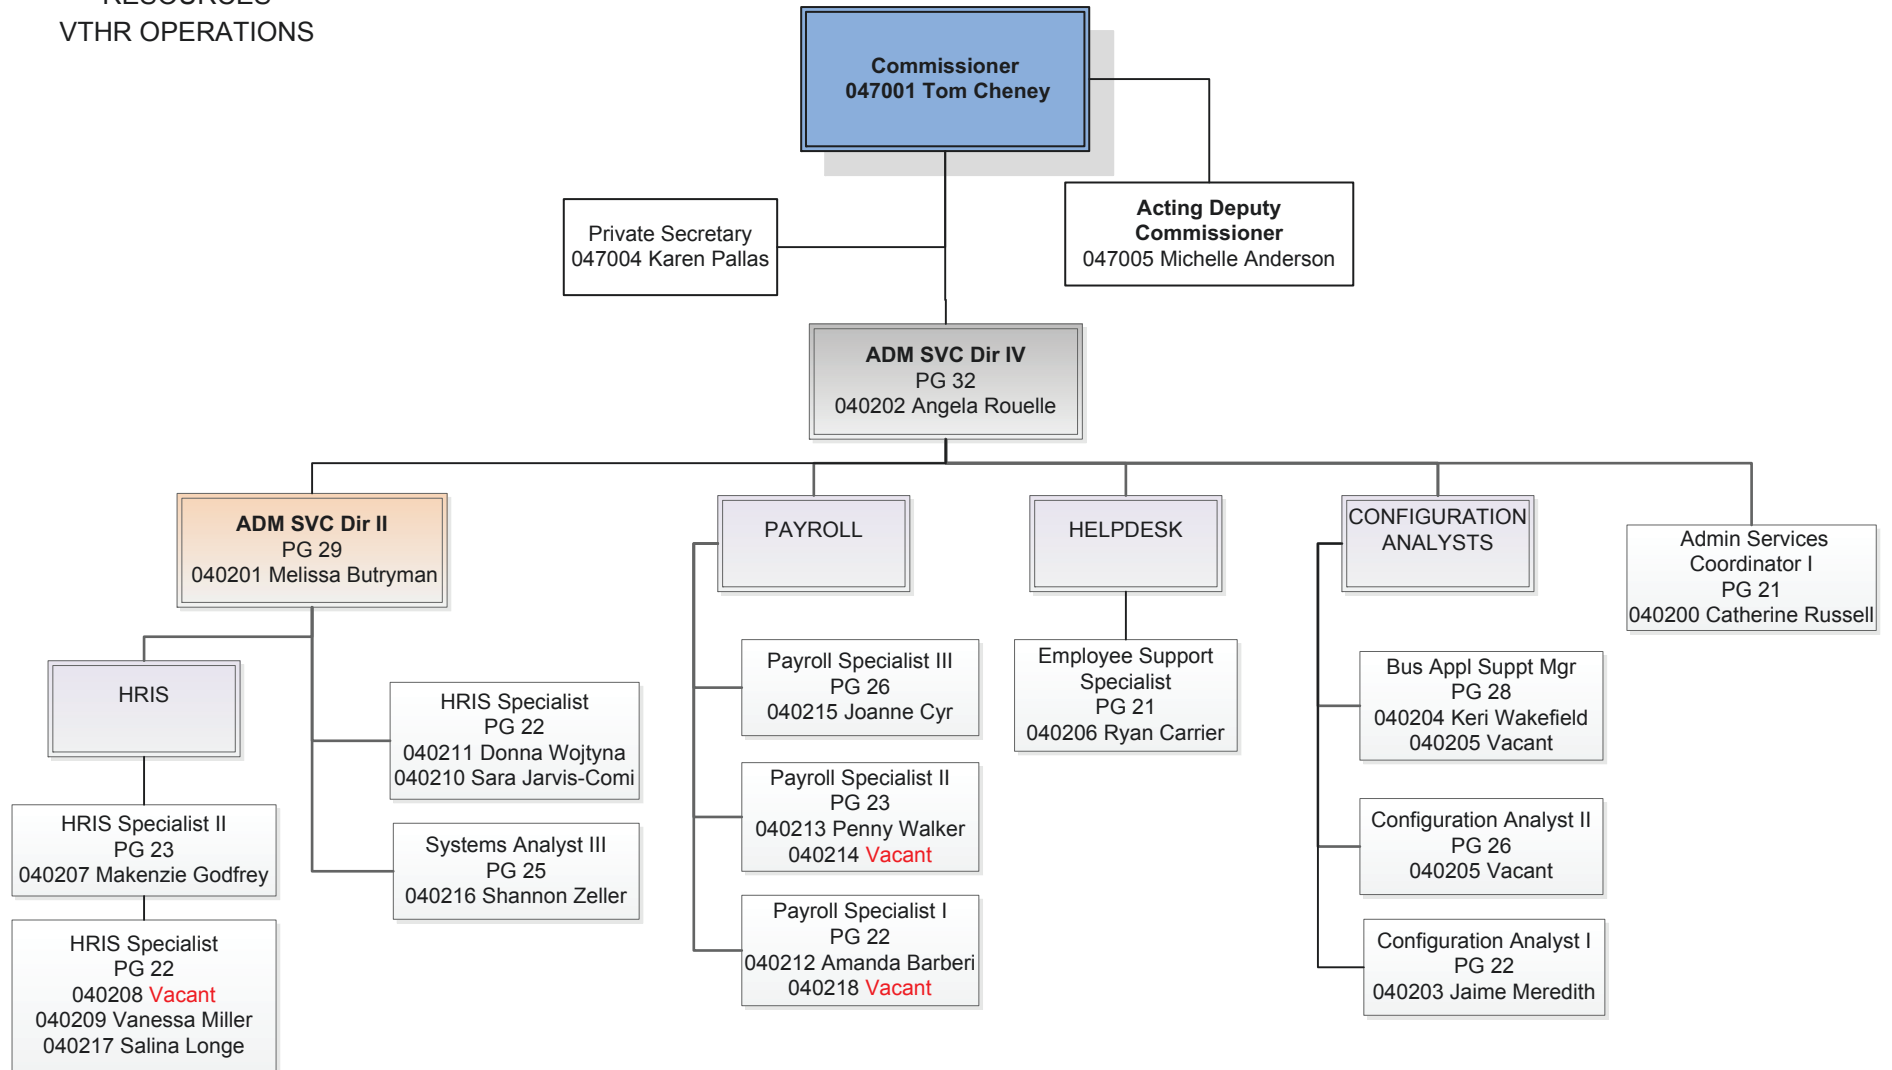 RESOURCES
VTHR OPERATIONS
Commissioner
047001 Tom Cheney
Private Secretary
047004 Karen Pallas
Acting Deputy
Commissioner
047005 Michelle Anderson
ADM SVC Dir IV
PG 32
040202 Angela Rouelle
ADM SVC Dir II
PG 29
040201 Melissa Butryman
PAYROLL
HELPDESK
CONFIGURATION
ANALYSTS
Admin Services
Coordinator I
PG 21
040200 Catherine Russell
HRIS
HRIS Specialist
PG 22
040211 Donna Wojtyna
040210 Sara Jarvis-Comi
Systems Analyst III
PG 25
040216 Shannon Zeller
HRIS Specialist II
PG 23
040207 Makenzie Godfrey
HRIS Specialist
PG 22
040208 Vacant
040209 Vanessa Miller
040217 Salina Longe
Payroll Specialist III
PG 26
040215 Joanne Cyr
Payroll Specialist II
PG 23
040213 Penny Walker
040214 Vacant
Payroll Specialist I
PG 22
040212 Amanda Barberi
040218 Vacant
Employee Support
Specialist
PG 21
040206 Ryan Carrier
Bus Appl Suppt Mgr
PG 28
040204 Keri Wakefield
040205 Vacant
Configuration Analyst II
PG 26
040205 Vacant
Configuration Analyst I
PG 22
040203 Jaime Meredith